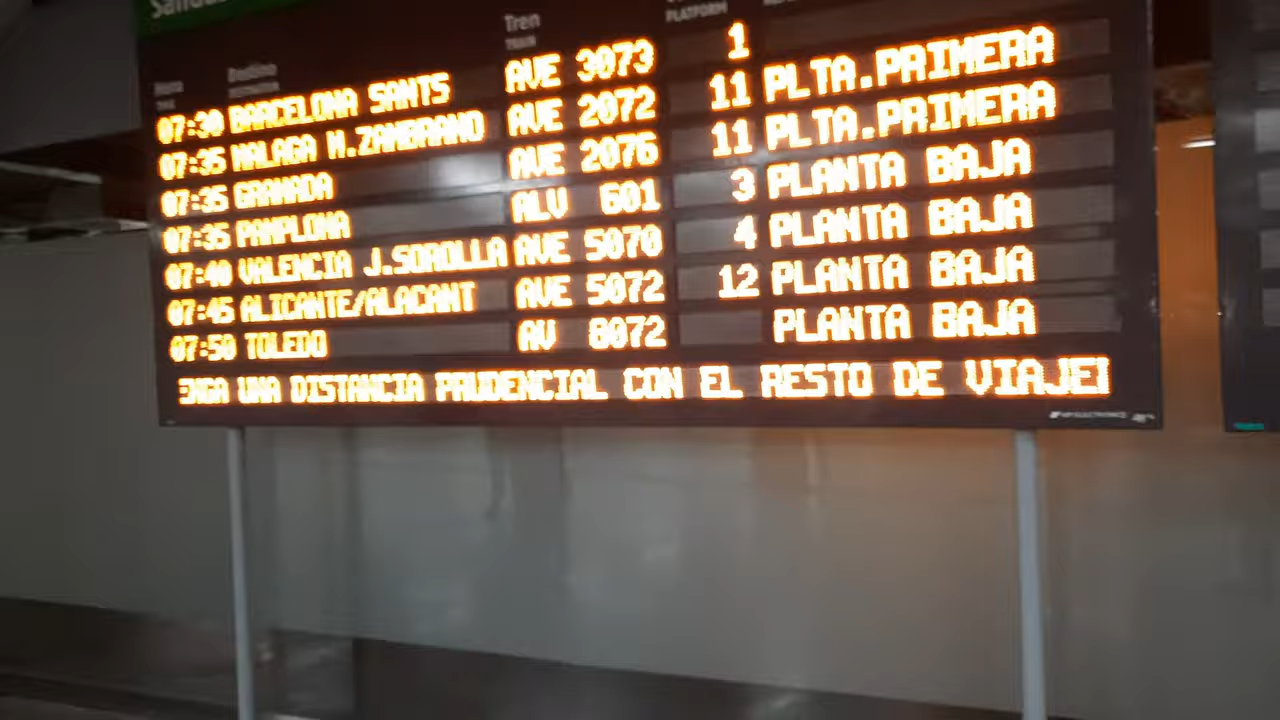 Tren
TRAIN
PLATFORM
Hora Destino
07:30 BARCELONA SANTS AVE 3073 1
07:35 MALAGA M.ZAMBRANO AVE 2072 11 PLTA.PRIMERA
07:35 GRANADA AVE 2076 11 PLTA.PRIMERA
07:35 PAMPLONA ALV 601 3 PLANTA BAJA
07:40 VALENCIA J.SOROLLA AVE 5070 4 PLANTA BAJA
07:45 ALICANTE/ALACANT AVE 5072 12 PLANTA BAJA
07:50 TOLEDO AV 8072 PLANTA BAJA
ENGA UNA DISTANCIA PRUDENCIAL CON EL RESTO DE VIAJE